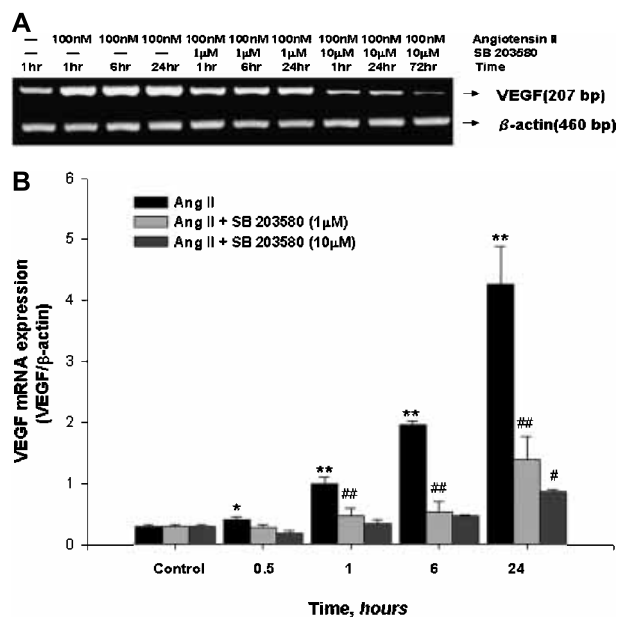 A
— 100nM 100nM 100nM 100nM 100nM 100nM 100nM 100nM 100nM Angiotensin II
— — — — 1µM 1µM 1µM 10µM 10µM 10µM SB 203580
1hr 1hr 6hr 24hr 1hr 6hr 24hr 1hr 24hr 72hr Time
VEGF(207 bp)
β-actin(460 bp)
B
Ang II
Ang II + SB 203580 (1µM)
Ang II + SB 203580 (10µM)
VEGF mRNA expression
(VEGF/β-actin)
6
5
4
3
2
1
0
*
**
##
**
##
**
##
#
Control 0.5 1 6 24
Time, hours